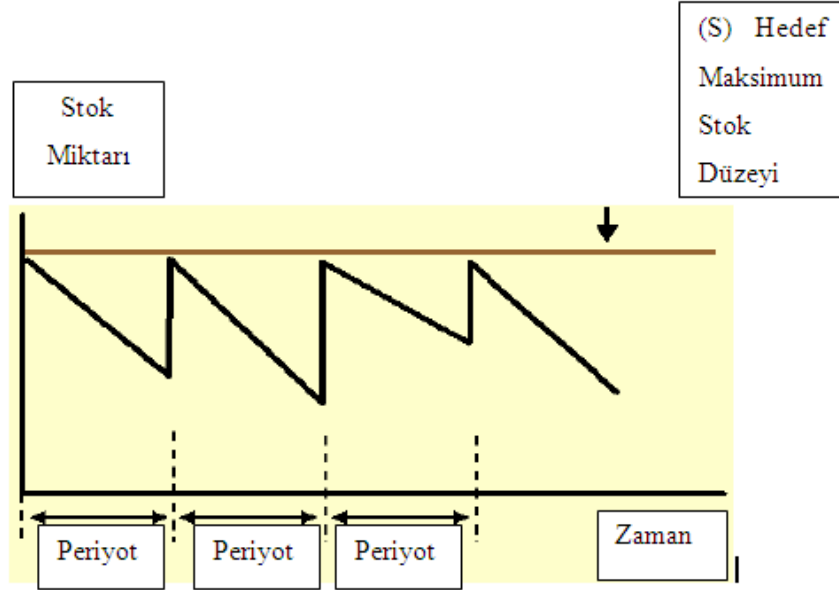 (S) Hedef
Maksimum
Stok
Düzeyi
Stok
Miktarı
Periyot
Periyot
Periyot
Zaman